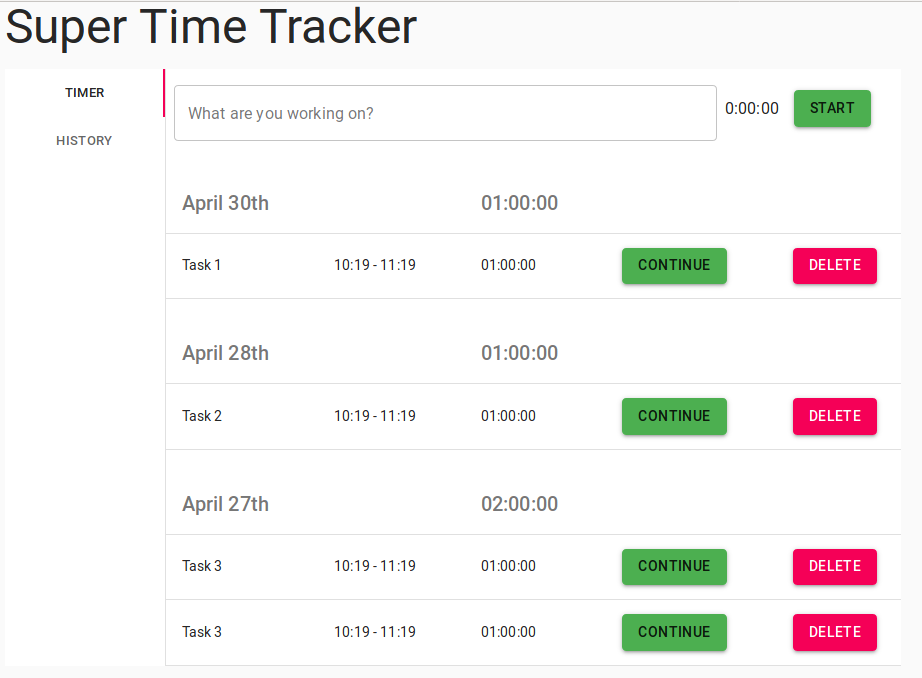 Super Time Tracker
TIMER
HISTORY
What are you working on? 0:00:00 START
April 30th 01:00:00
Task 1 10:19 - 11:19 01:00:00 CONTINUE DELETE
April 28th 01:00:00
Task 2 10:19 - 11:19 01:00:00 CONTINUE DELETE
April 27th 02:00:00
Task 3 10:19 - 11:19 01:00:00 CONTINUE DELETE
Task 3 10:19 - 11:19 01:00:00 CONTINUE DELETE